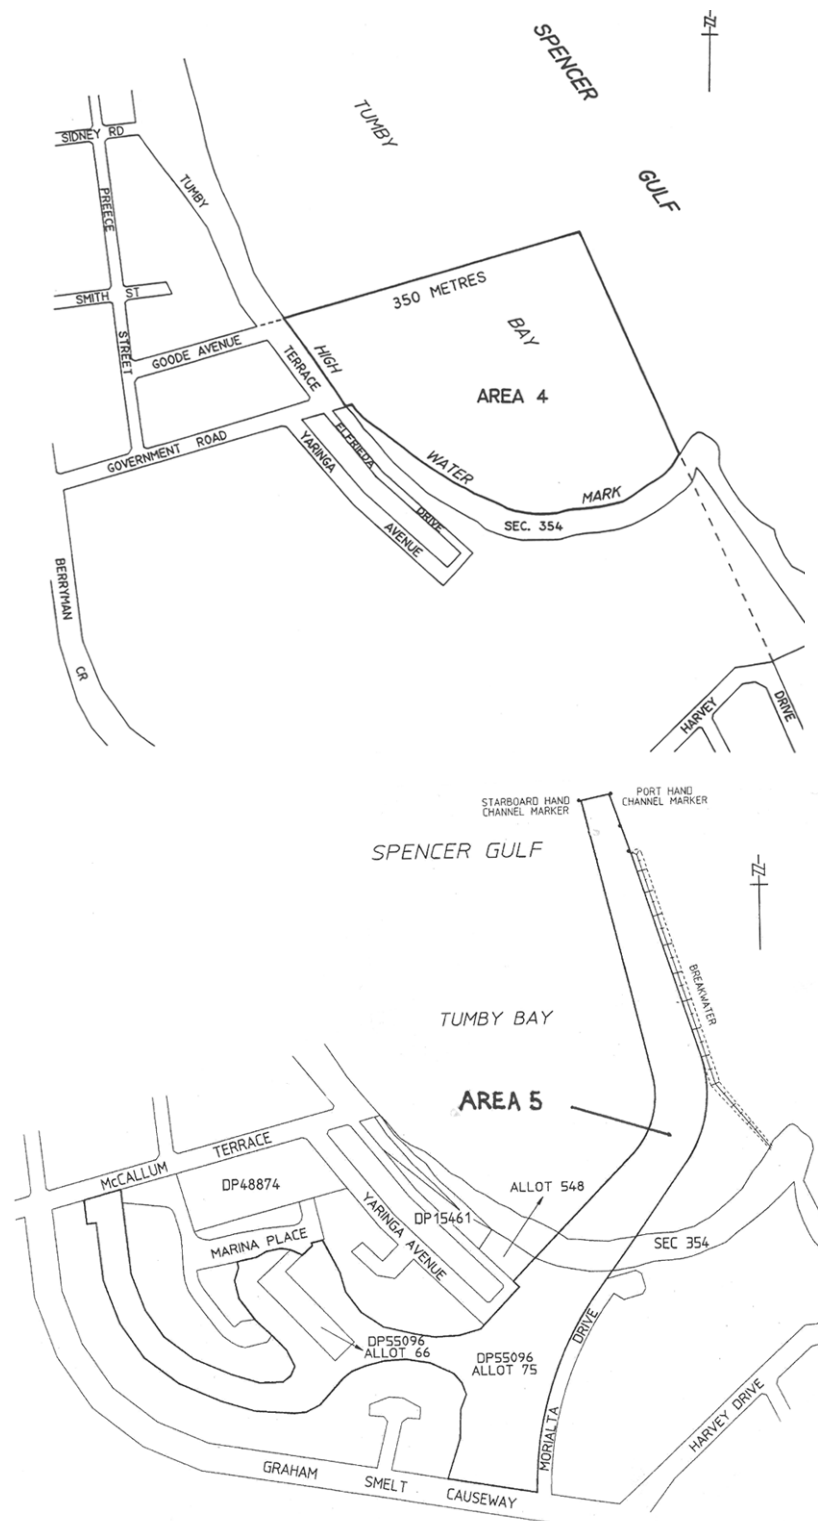 N
SPENCER
GULF
TUMBY
BAY
SIDNEY RD
TUMBY
PREECE
350 METRES
SMITH ST
STREET
GOODE AVENUE
TERRACE
HIGH
AREA 4
ELFRIEDA
WATER
GOVERNMENT ROAD
YARINGA
MARK
DRIVE
SEC. 354
AVENUE
BERRYMAN
CR
HARVEY
DRIVE
STARBOARD HAND
CHANNEL MARKER
PORT HAND
CHANNEL MARKER
SPENCER GULF
N
BREAKWATER
TUMBY BAY
AREA 5
McCALLUM TERRACE
DP48874
ALLOT 548
DP15461
YARINGA AVENUE
MARINA PLACE
SEC 354
DP55096
ALLOT 66
DP55096
ALLOT 75
MORIALTA DRIVE
HARVEY DRIVE
GRAHAM SMELT CAUSEWAY